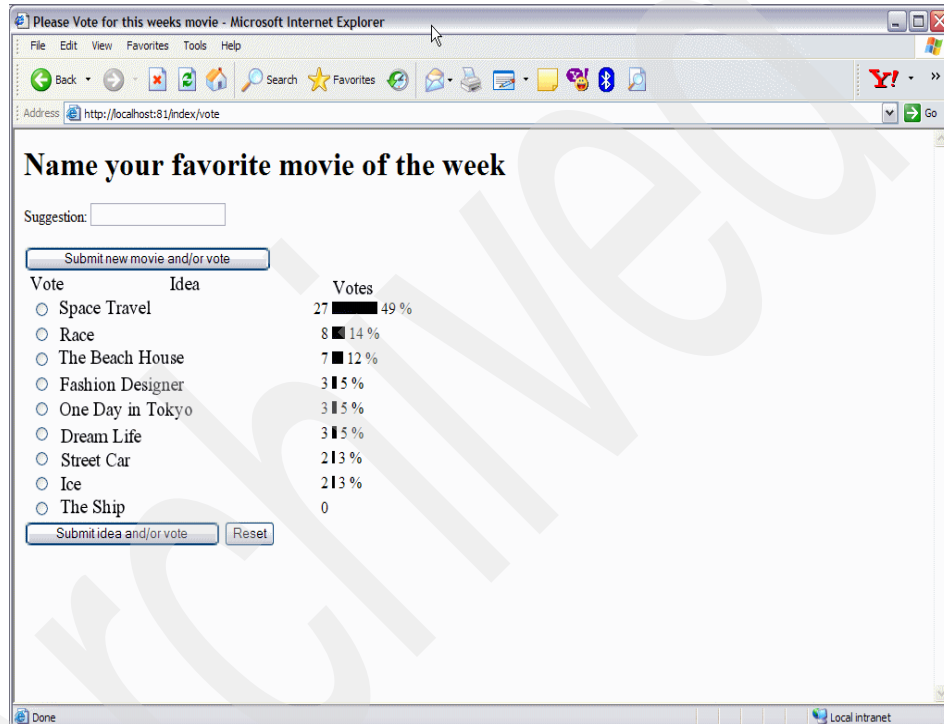 Please Vote for this weeks movie - Microsoft Internet Explorer
File Edit View Favorites Tools Help
Back Search Favorites Y!
Address http://localhost:81/index/vote Go
Name your favorite movie of the week
Suggestion:
Submit new movie and/or vote
Vote Idea Votes
Space Travel 27 49 %
Race 8 14 %
The Beach House 7 12 %
Fashion Designer 3 5 %
One Day in Tokyo 3 5 %
Dream Life 3 5 %
Street Car 2 3 %
Ice 2 3 %
The Ship 0
Submit idea and/or vote Reset
Done Local intranet
rchived